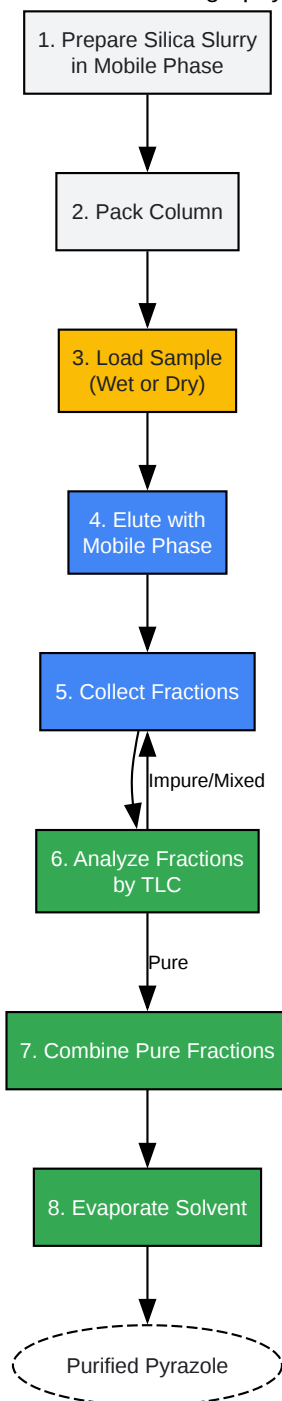 1. Prepare Silica Slurry
in Mobile Phase
2. Pack Column
3. Load Sample
(Wet or Dry)
4. Elute with
Mobile Phase
5. Collect Fractions
Impure/Mixed
6. Analyze Fractions
by TLC
Pure
7. Combine Pure Fractions
8. Evaporate Solvent
Purified Pyrazole